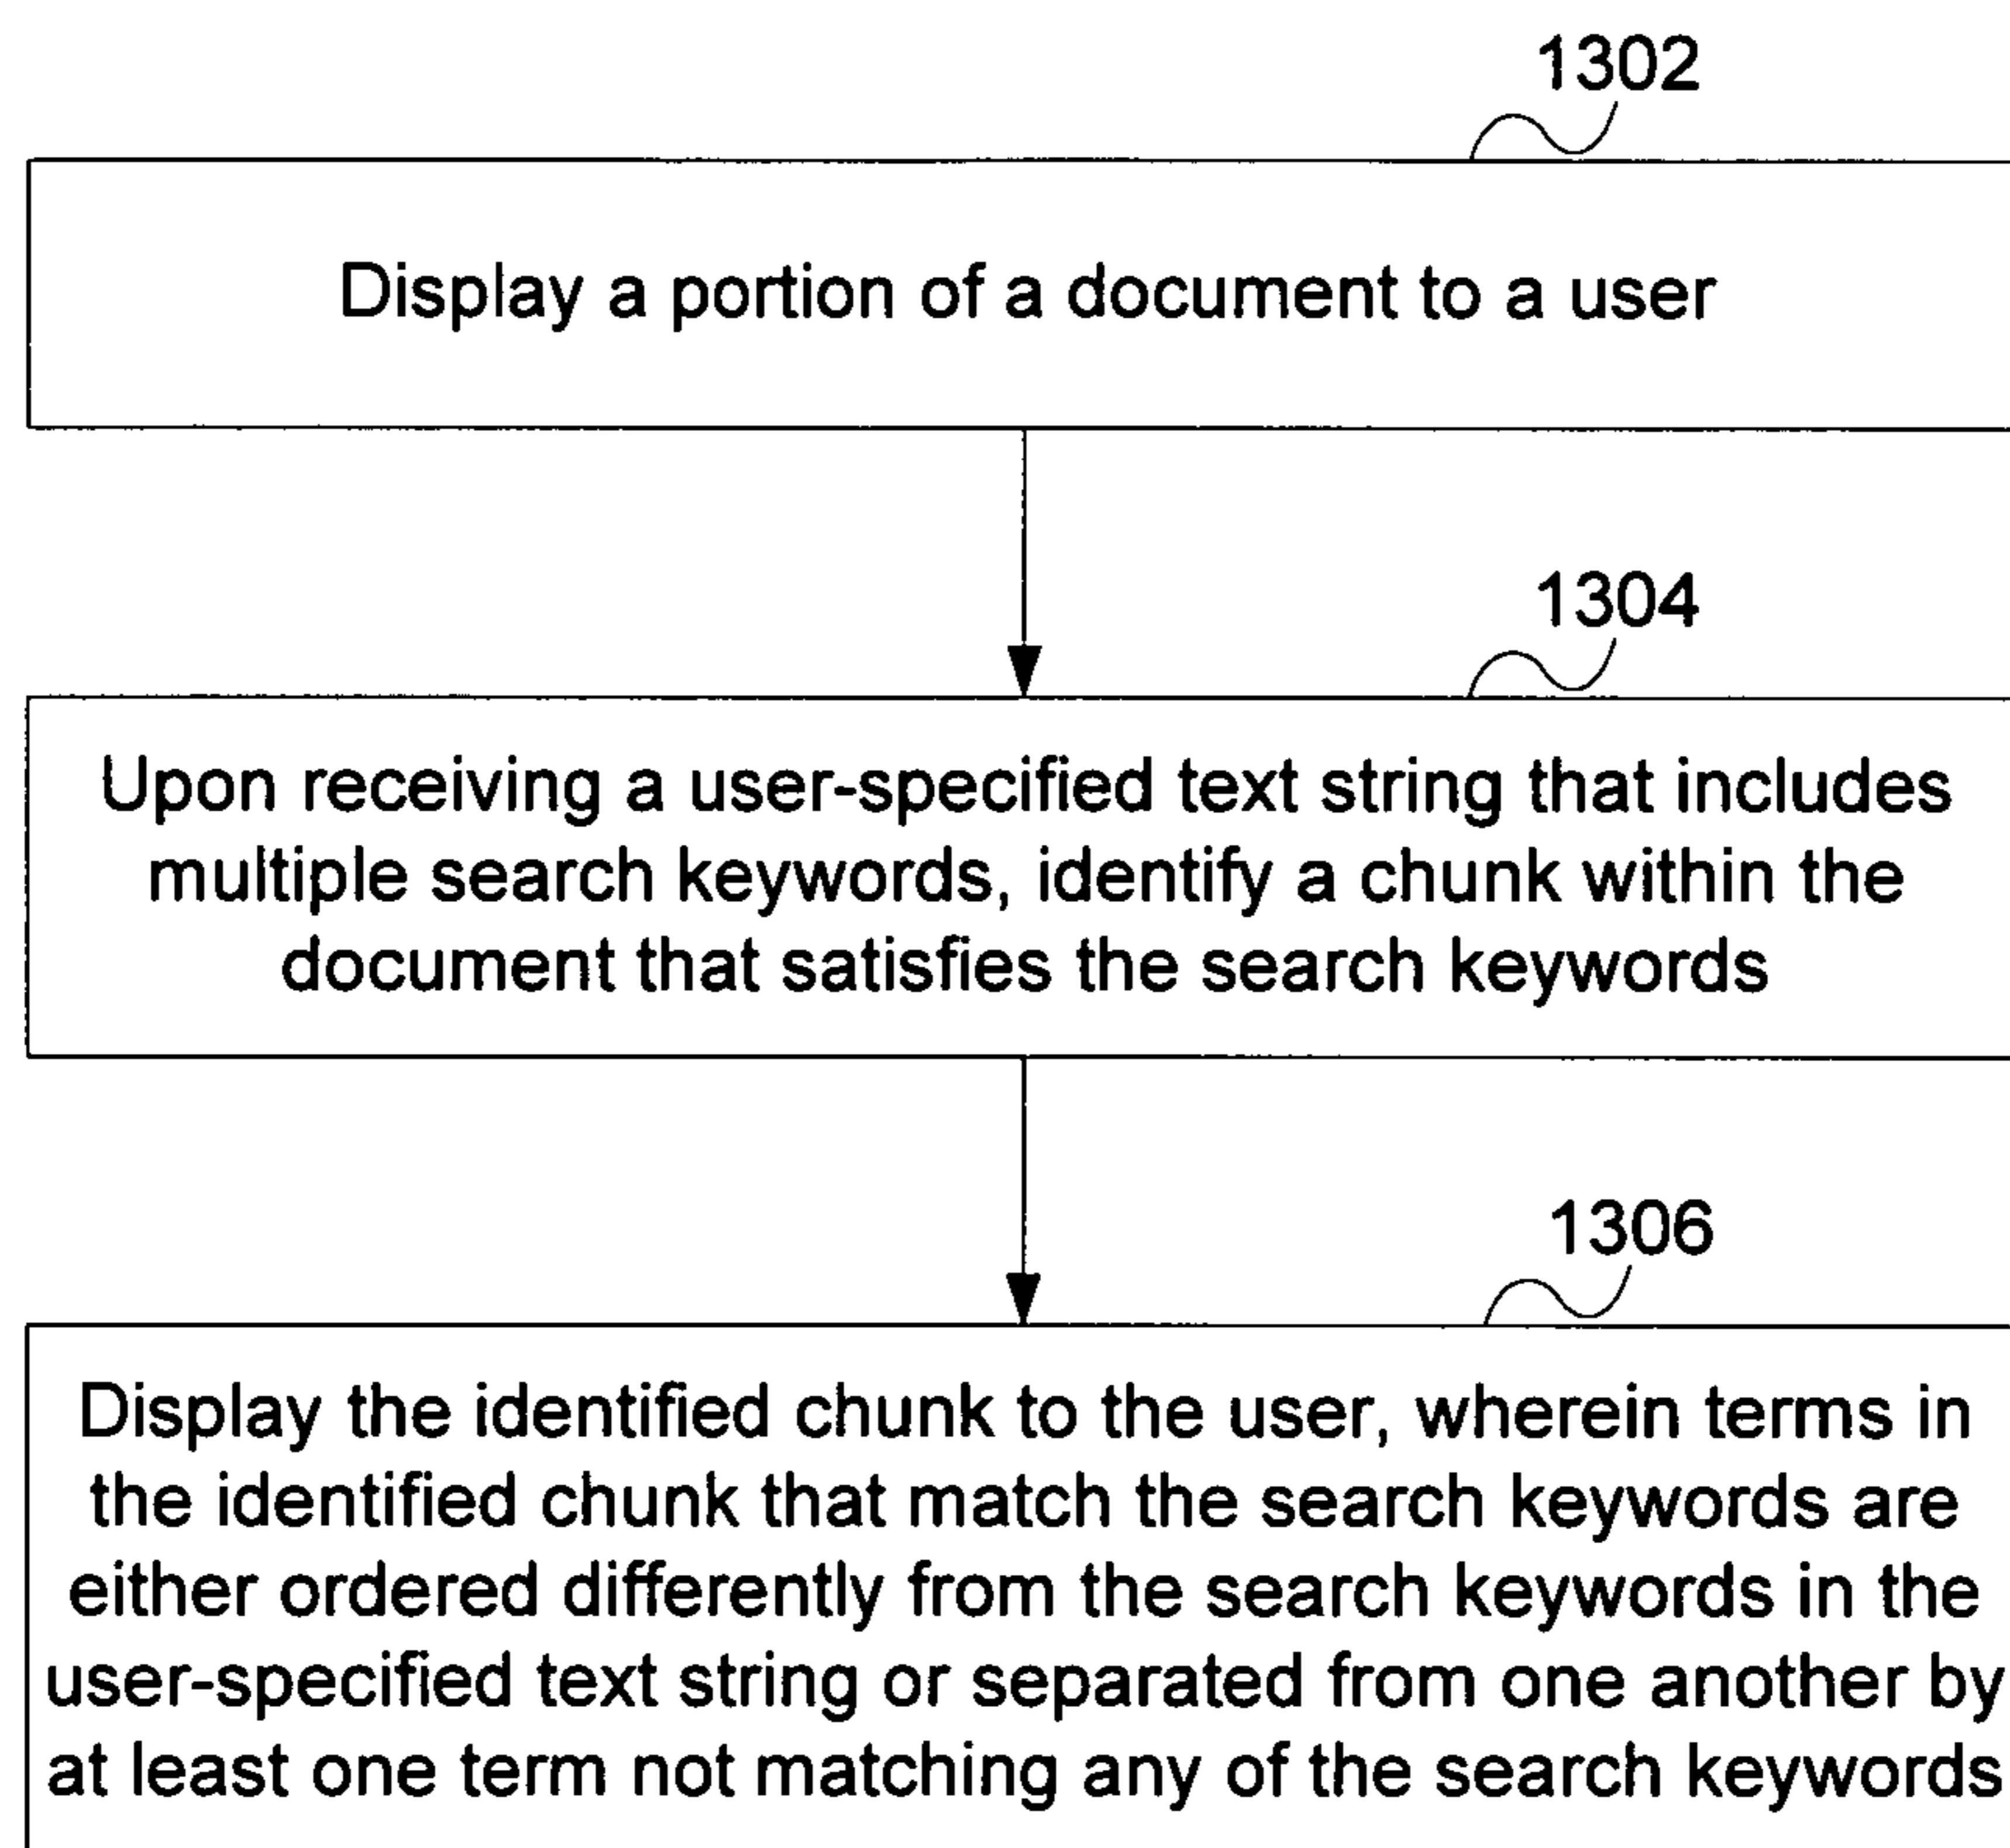 1302
Display a portion of a document to a user
1304
Upon receiving a user-specified text string that includes
multiple search keywords, identify a chunk within the
document that satisfies the search keywords
1306
Display the identified chunk to the user, wherein terms in
the identified chunk that match the search keywords are
either ordered differently from the search keywords in the
user-specified text string or separated from one another by
at least one term not matching any of the search keywords